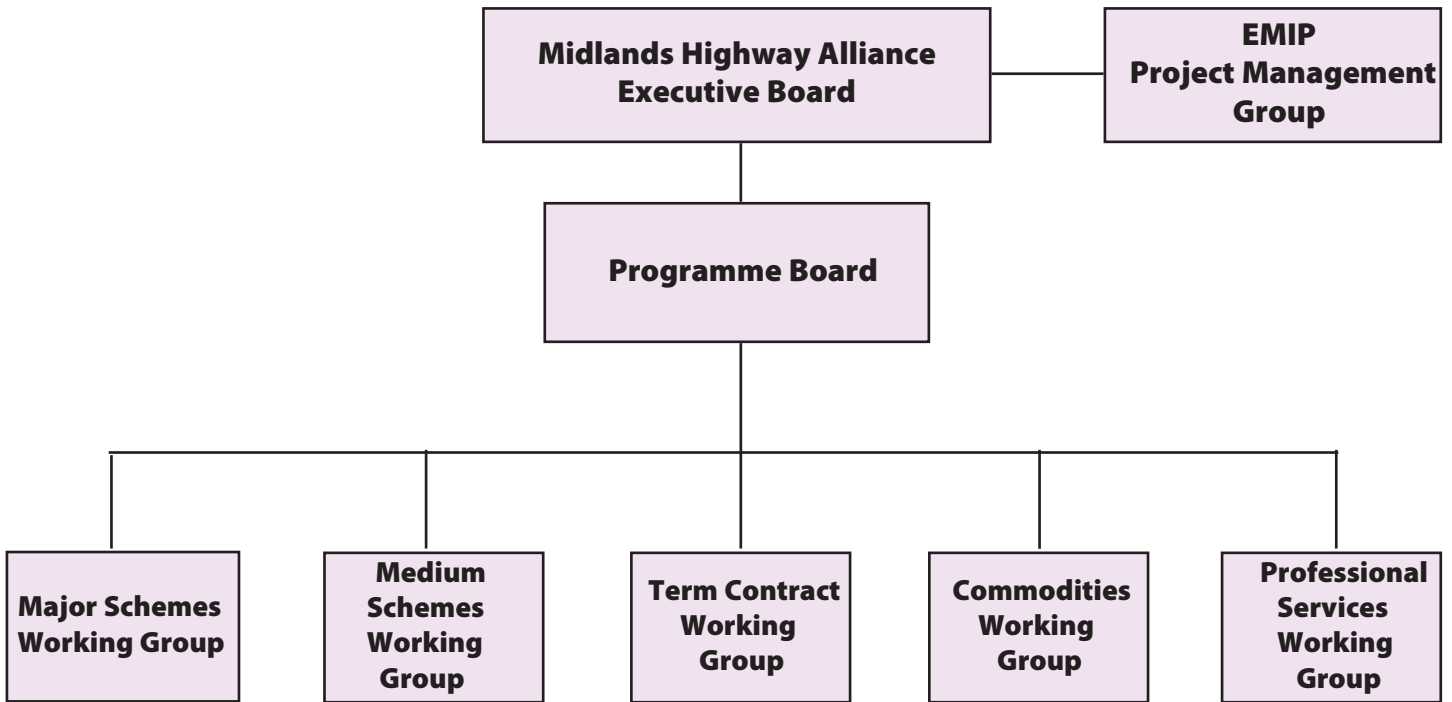 Midlands Highway Alliance
Executive Board
EMIP
Project Management
Group
Programme Board
Major Schemes
Working Group
Medium
Schemes
Working
Group
Term Contract
Working
Group
Commodities
Working
Group
Professional
Services
Working
Group